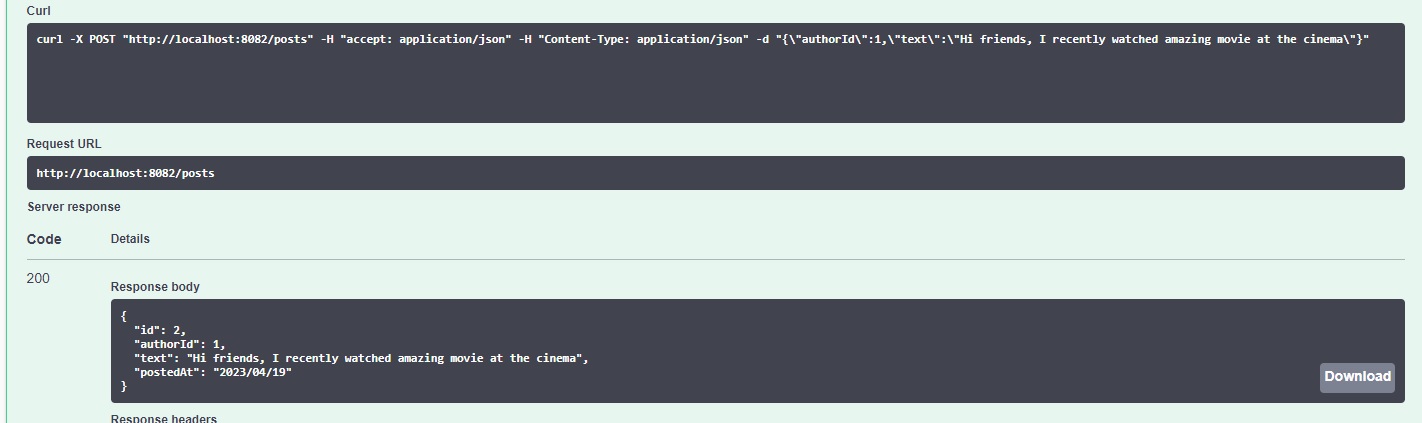 Curl
curl -X POST "http://localhost:8082/posts" -H "accept: application/json" -H "Content-Type: application/json" -d "{\"authorId\":1,\"text\":\"Hi friends, I recently watched amazing movie at the cinema\"}"
Request URL
http://localhost:8082/posts
Server response
Code Details
200
Response body
{
  "id": 2,
  "authorId": 1,
  "text": "Hi friends, I recently watched amazing movie at the cinema",
  "postedAt": "2023/04/19"
}
Download
Response headers